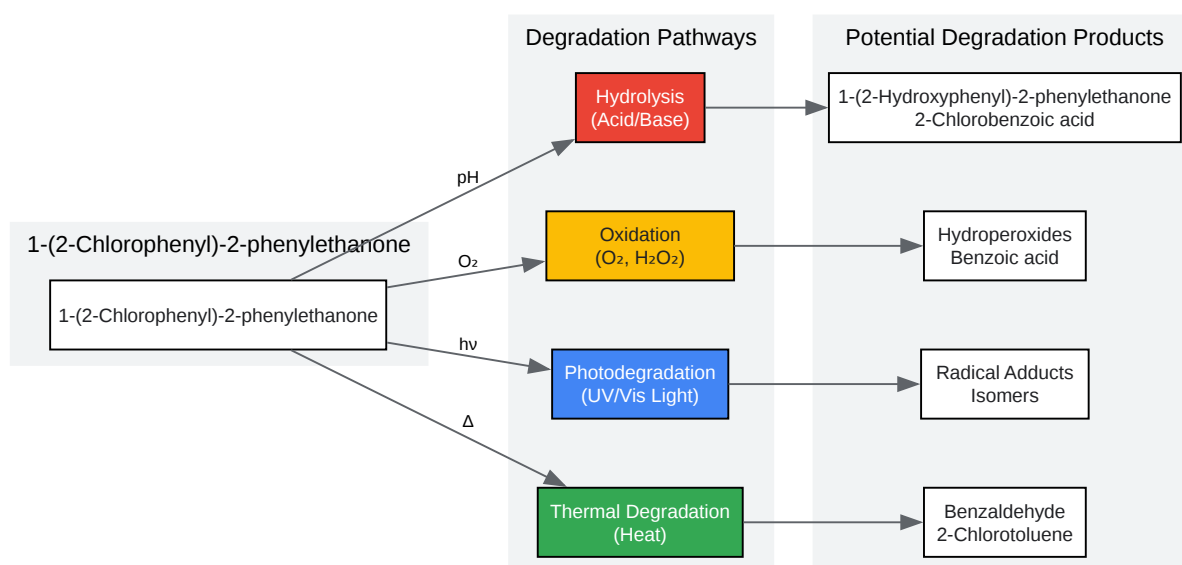 Degradation Pathways
Potential Degradation Products
Hydrolysis
(Acid/Base)
1-(2-Hydroxyphenyl)-2-phenylethanone
2-Chlorobenzoic acid
pH
1-(2-Chlorophenyl)-2-phenylethanone
1-(2-Chlorophenyl)-2-phenylethanone
O₂
Oxidation
(O₂, H₂O₂)
Hydroperoxides
Benzoic acid
hν
Photodegradation
(UV/Vis Light)
Radical Adducts
Isomers
Δ
Thermal Degradation
(Heat)
Benzaldehyde
2-Chlorotoluene